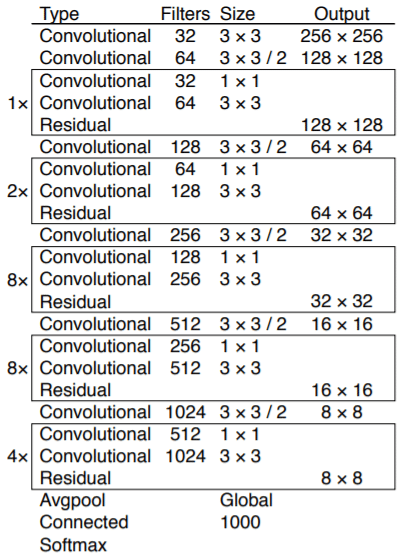 Type Filters Size Output
Convolutional 32 3 × 3 256 × 256
Convolutional 64 3 × 3 / 2 128 × 128
Convolutional 32 1 × 1
1× Convolutional 64 3 × 3
Residual 128 × 128
Convolutional 128 3 × 3 / 2 64 × 64
Convolutional 64 1 × 1
2× Convolutional 128 3 × 3
Residual 64 × 64
Convolutional 256 3 × 3 / 2 32 × 32
Convolutional 128 1 × 1
8× Convolutional 256 3 × 3
Residual 32 × 32
Convolutional 512 3 × 3 / 2 16 × 16
Convolutional 256 1 × 1
8× Convolutional 512 3 × 3
Residual 16 × 16
Convolutional 1024 3 × 3 / 2 8 × 8
Convolutional 512 1 × 1
4× Convolutional 1024 3 × 3
Residual 8 × 8
Avgpool Global
Connected 1000
Softmax